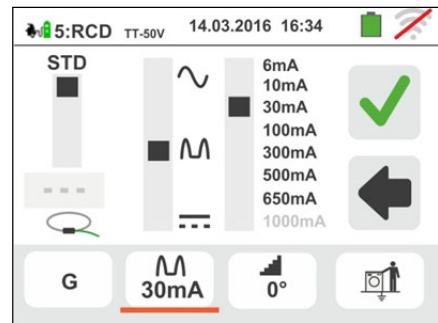 5:RCD TT-50V 14.03.2016 16:34
STD
6mA
10mA
30mA
100mA
300mA
500mA
650mA
1000mA
- - -
G
30mA
0°